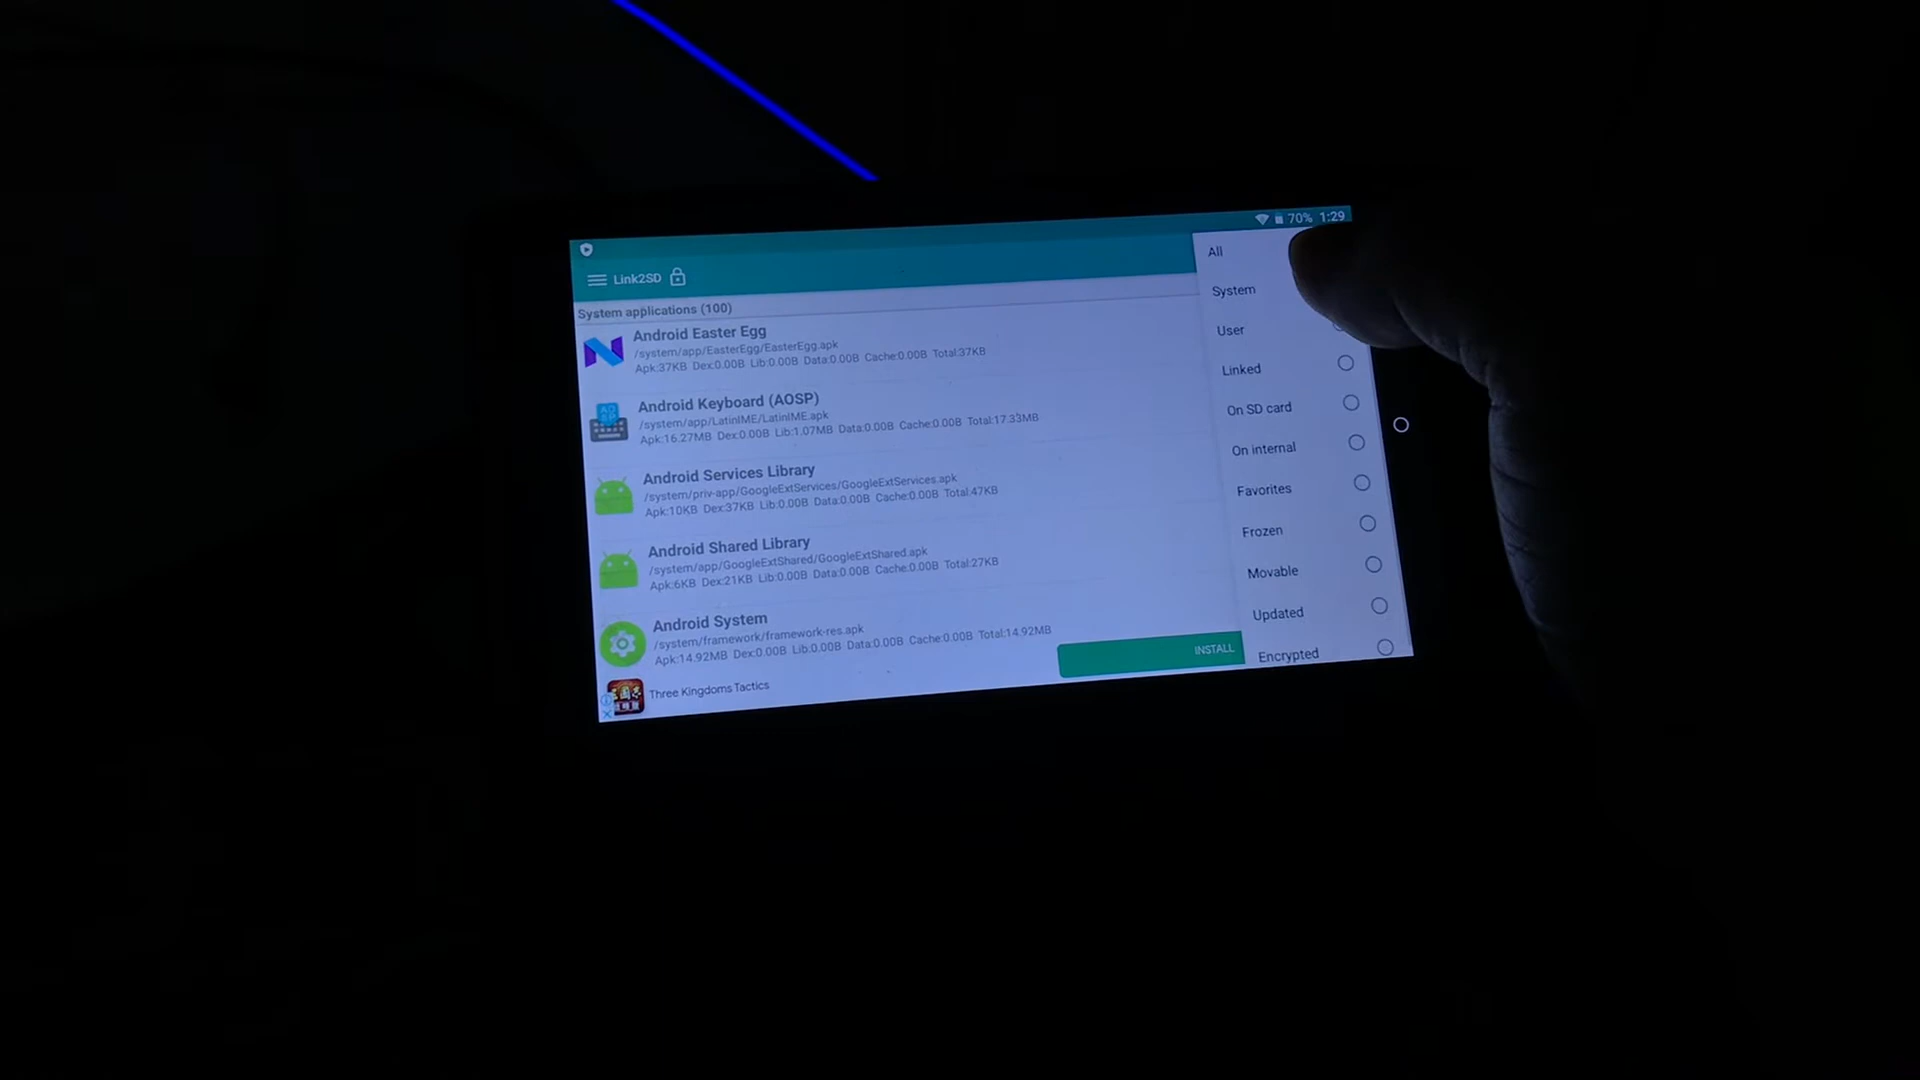 70% 1:29
Link2SD
System applications (100)
Android Easter Egg
/system/app/EasterEgg/EasterEgg.apk
Apk:37KB Dex:0.00B Lib:0.00B Data:0.00B Cache:0.00B Total:37KB
Android Keyboard (AOSP)
/system/app/LatinIME/LatinIME.apk
Apk:16.27MB Dex:0.00B Lib:1.07MB Data:0.00B Cache:0.00B Total:17.33MB
Android Services Library
/system/priv-app/GoogleExtServices/GoogleExtServices.apk
Apk:10KB Dex:37KB Lib:0.00B Data:0.00B Cache:0.00B Total:47KB
Android Shared Library
/system/app/GoogleExtShared/GoogleExtShared.apk
Apk:6KB Dex:21KB Lib:0.00B Data:0.00B Cache:0.00B Total:27KB
Android System
/system/framework/framework-res.apk
Apk:14.92MB Dex:0.00B Lib:0.00B Data:0.00B Cache:0.00B Total:14.92MB
Three Kingdoms Tactics
INSTALL
All
System
User
Linked
On SD card
On internal
Favorites
Frozen
Movable
Updated
Encrypted